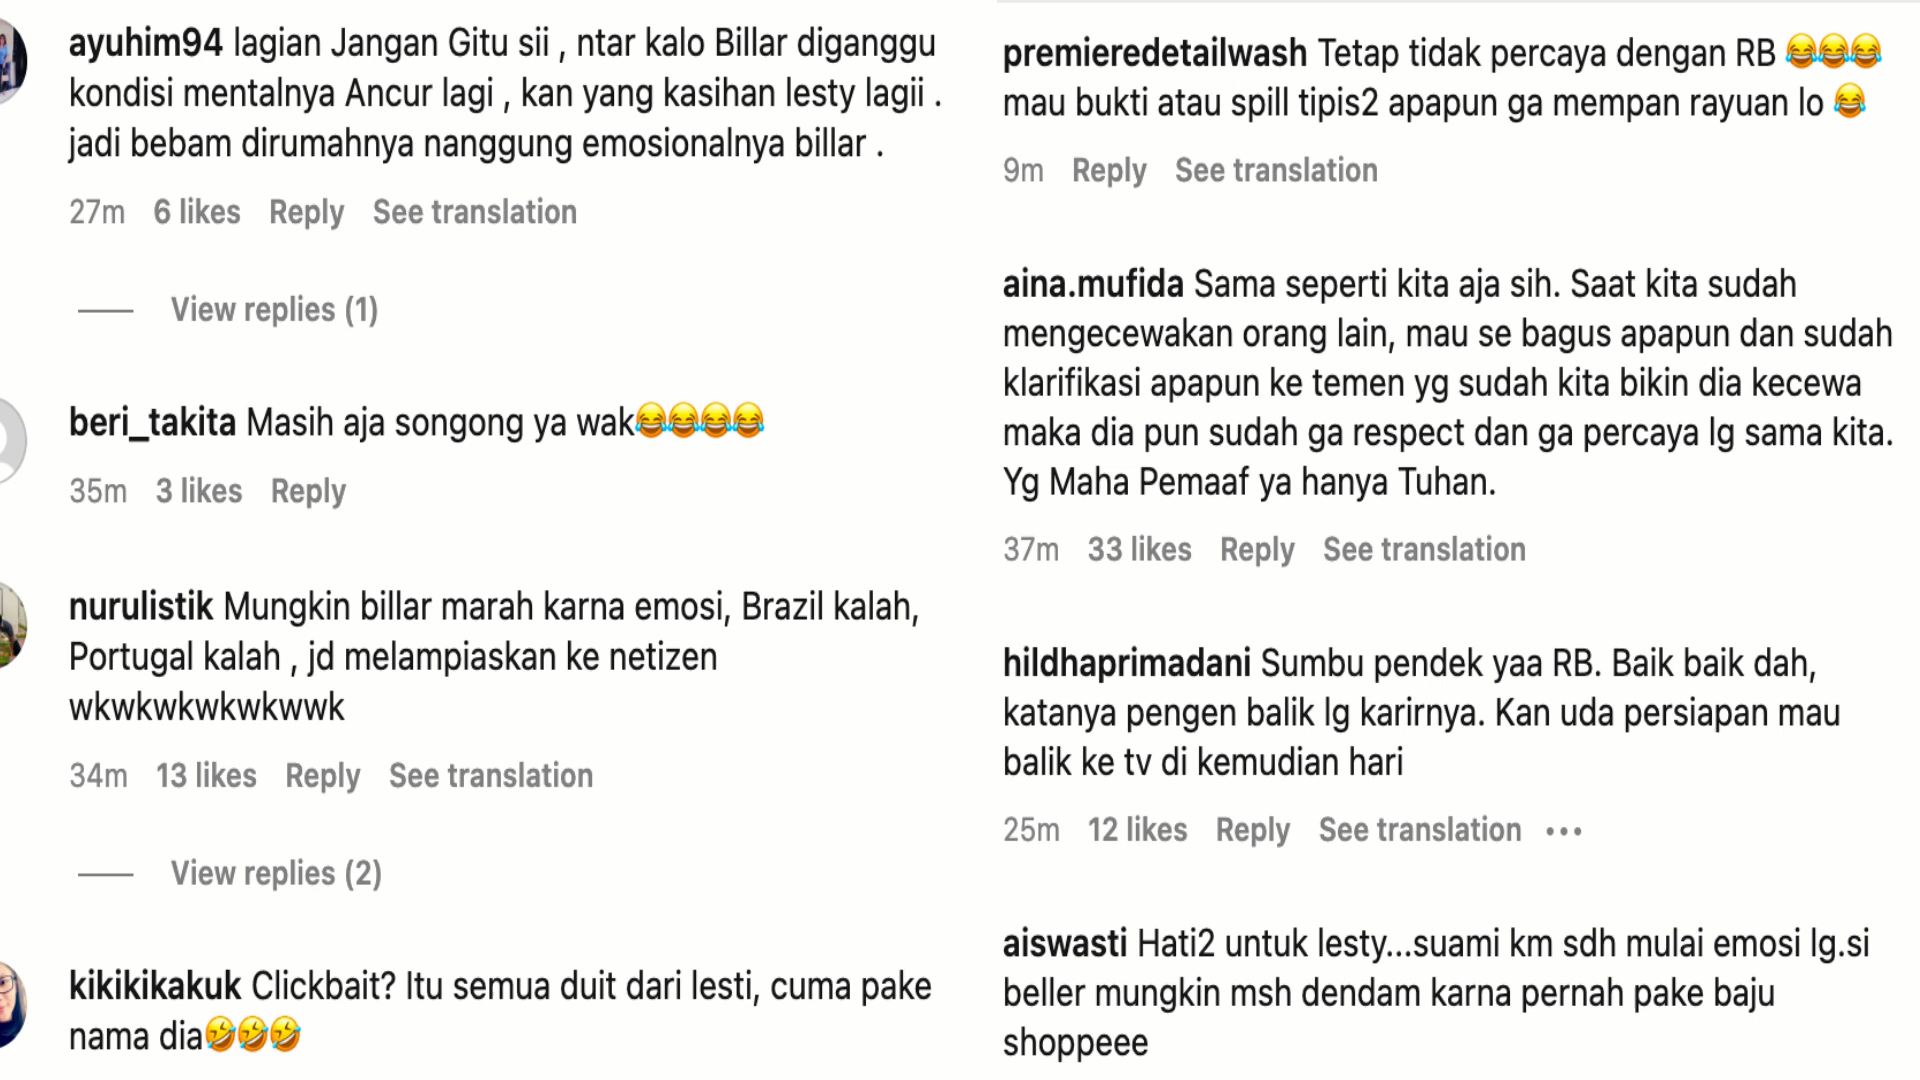 ayuhim94 lagian Jangan Gitu sii , ntar kalo Billar diganggu
kondisi mentalnya Ancur lagi , kan yang kasihan lesty lagii .
jadi bebam dirumahnya nanggung emosionalnya billar .
27m 6 likes Reply See translation
View replies (1)
beri_takita Masih aja songong ya wak😂😂😂😂
35m 3 likes Reply
nurulistik Mungkin billar marah karna emosi, Brazil kalah,
Portugal kalah , jd melampiaskan ke netizen
wkwkwkwkwkwwk
34m 13 likes Reply See translation
View replies (2)
kikikikakuk Clickbait? Itu semua duit dari lesti, cuma pake
nama dia🤣🤣🤣
premieredetailwash Tetap tidak percaya dengan RB 😂😂😂
mau bukti atau spill tipis2 apapun ga mempan rayuan lo 😂
9m Reply See translation
aina.mufida Sama seperti kita aja sih. Saat kita sudah
mengecewakan orang lain, mau se bagus apapun dan sudah
klarifikasi apapun ke temen yg sudah kita bikin dia kecewa
maka dia pun sudah ga respect dan ga percaya lg sama kita.
Yg Maha Pemaaf ya hanya Tuhan.
37m 33 likes Reply See translation
hildhaprimadani Sumbu pendek yaa RB. Baik baik dah,
katanya pengen balik lg karirnya. Kan uda persiapan mau
balik ke tv di kemudian hari
25m 12 likes Reply See translation •••
aiswasti Hati2 untuk lesty...suami km sdh mulai emosi lg.si
beller mungkin msh dendam karna pernah pake baju
shoppeee